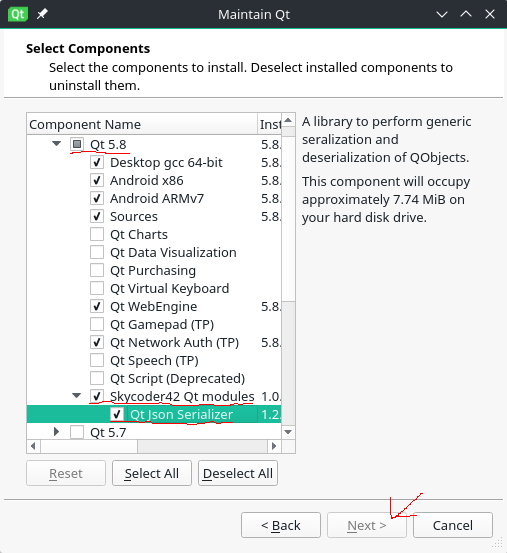 Qt
Maintain Qt
Select Components
Select the components to install. Deselect installed components to
uninstall them.
Component Name
Inst
Qt 5.8
5.8.
Desktop gcc 64-bit
5.8.
Android x86
5.8.
Android ARMv7
5.8.
Sources
5.8.
Qt Charts
Qt Data Visualization
Qt Purchasing
Qt Virtual Keyboard
Qt WebEngine
5.8.
Qt Gamepad (TP)
Qt Network Auth (TP)
5.8.
Qt Speech (TP)
Qt Script (Deprecated)
Skycoder42 Qt modules
1.0.
Qt Json Serializer
1.2.
Qt 5.7
A library to perform generic
seralization and
deserialization of QObjects.
This component will occupy
approximately 7.74 MiB on
your hard disk drive.
Reset
Select All
Deselect All
< Back
Next >
Cancel